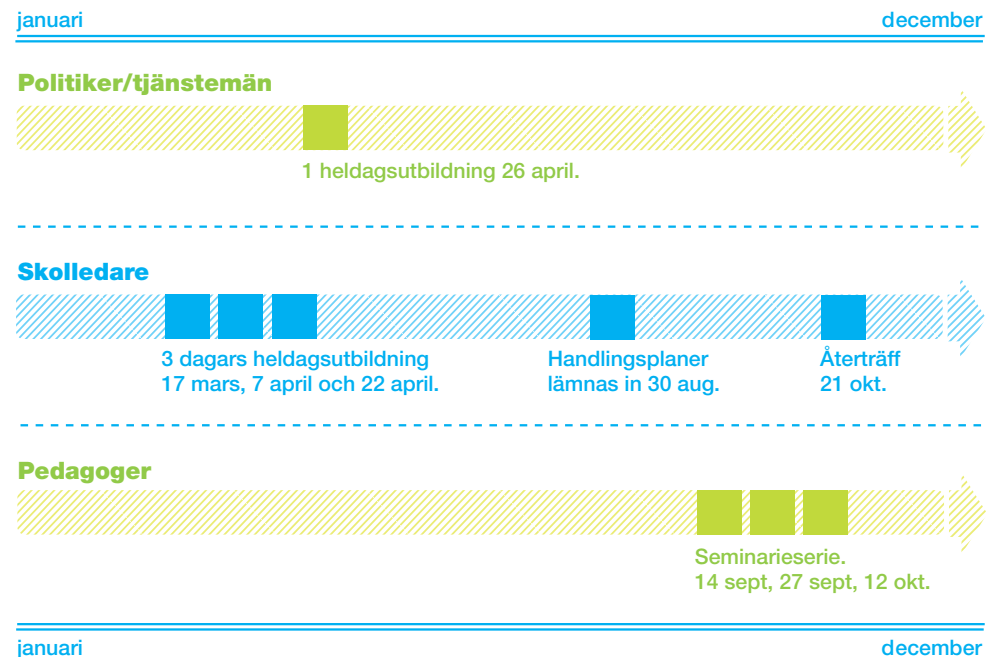 januari december
Politiker/tjänstemän
1 heldagsutbildning 26 april.
Skolledare
3 dagars heldagsutbildning
17 mars, 7 april och 22 april.
Handlingsplaner
lämnas in 30 aug.
Återträff
21 okt.
Pedagoger
Seminarieserie.
14 sept, 27 sept, 12 okt.
januari december